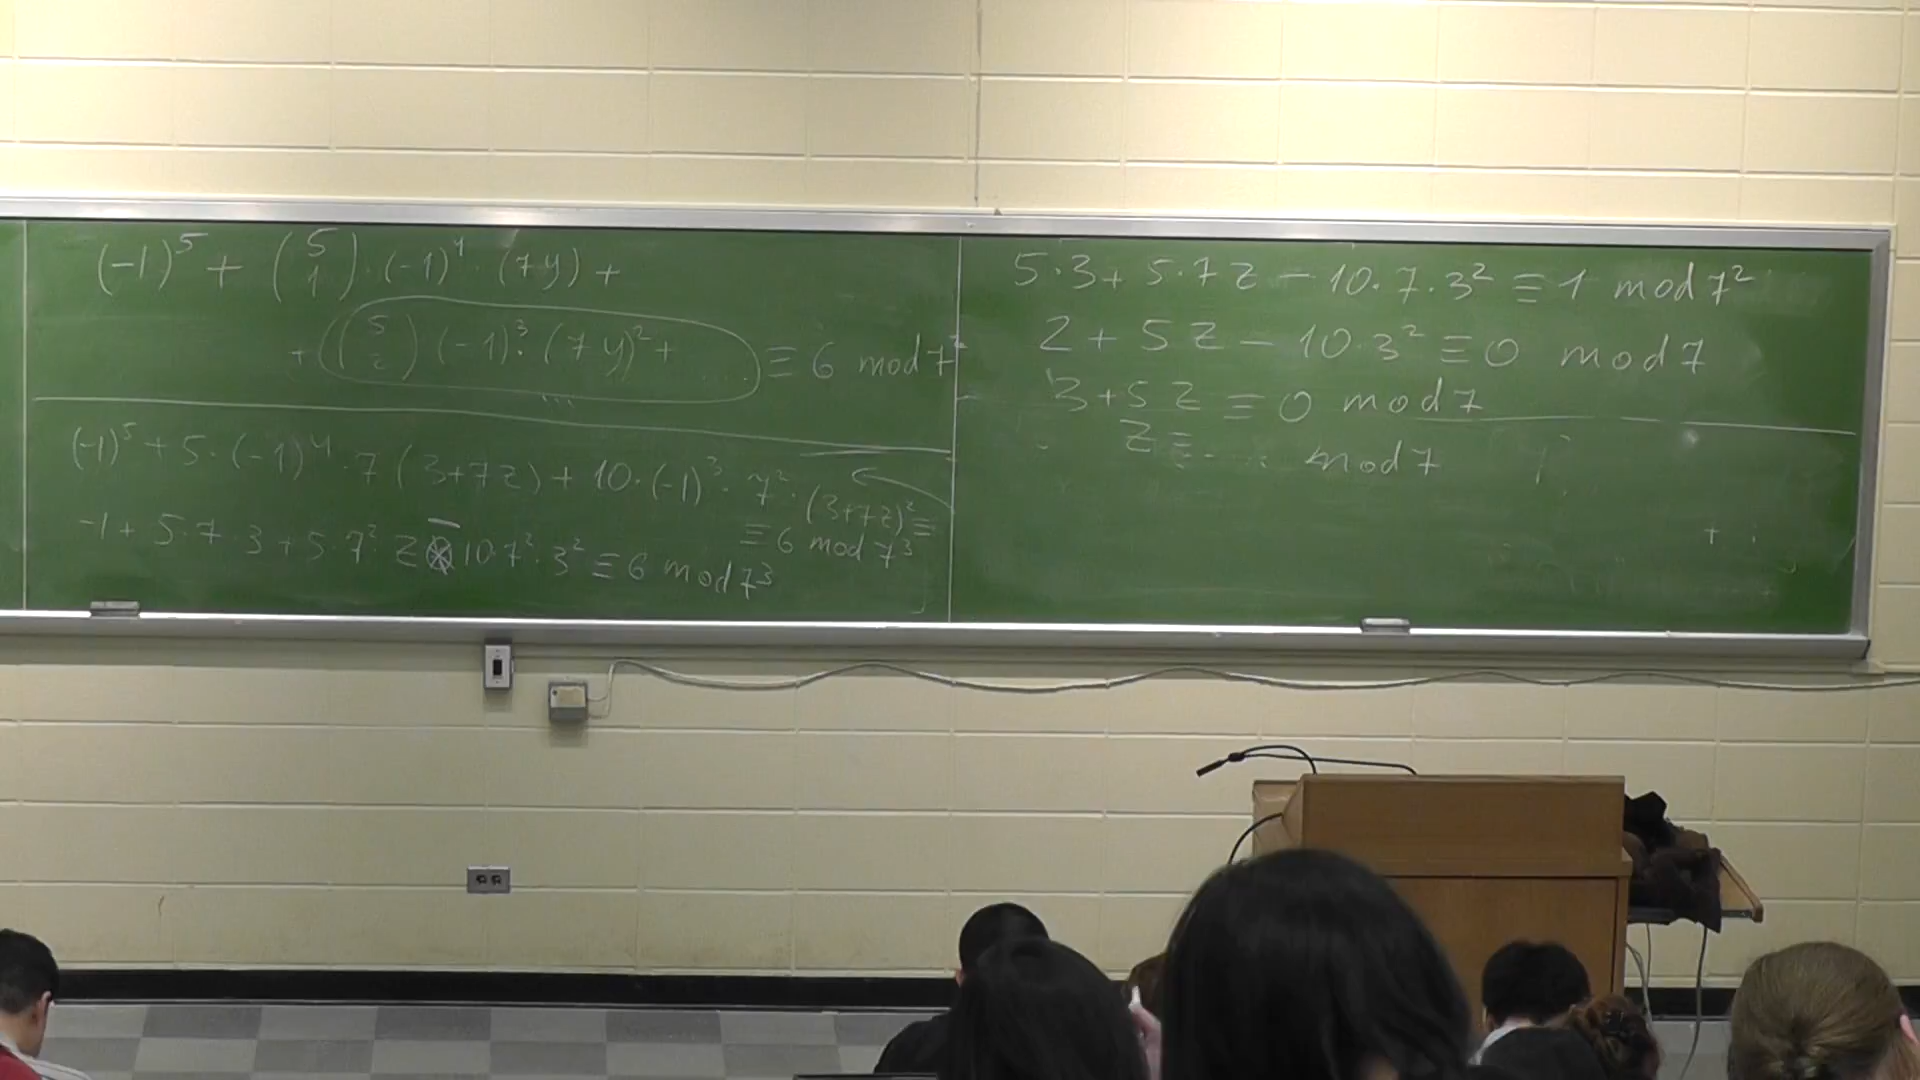 (-1)^5 + (5 1) · (-1)^4 · (7y) +
+ (5 2) (-1)^3 · (7y)^2 + ... ≡ 6 mod 7^2
(-1)^5 + 5 · (-1)^4 · 7 (3+7z) + 10 · (-1)^3 · 7^2 · (3+7z)^2 ≡
≡ 6 mod 7^3
-1 + 5·7·3 + 5·7^2 · z - 10·7^2·3^2 ≡ 6 mod 7^3
5·3 + 5·7z - 10·7·3^2 ≡ 1 mod 7^2
2 + 5z - 10·3^2 ≡ 0 mod 7
3 + 5z ≡ 0 mod 7
z ≡ ... mod 7